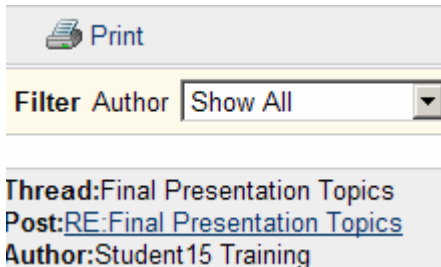 Print
Filter Author Show All
Thread:Final Presentation Topics
Post:RE:Final Presentation Topics
Author:Student15 Training